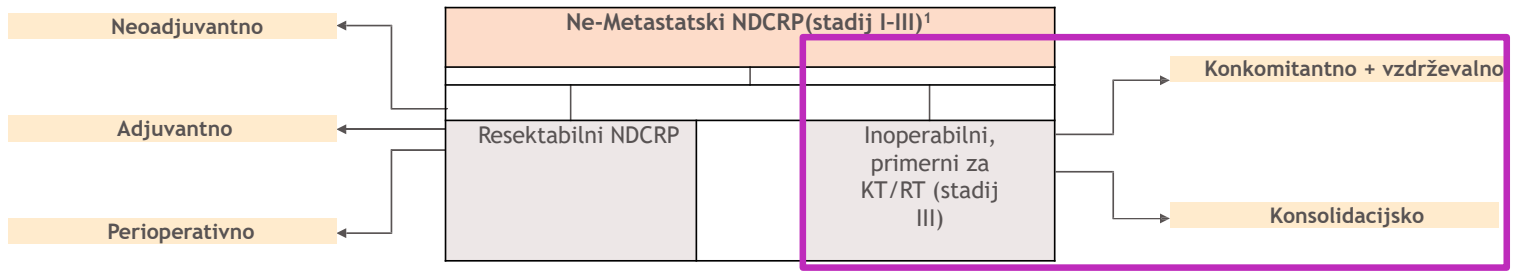 Ne-Metastatski NDCRP(stadij I-III)¹
Neoadjuvantno
Adjuvantno
Perioperativno
Resektabilni NDCRP
Inoperabilni,
primerni za
KT/RT (stadij
III)
Konkomitantno + vzdrževalno
Konsolidacijsko